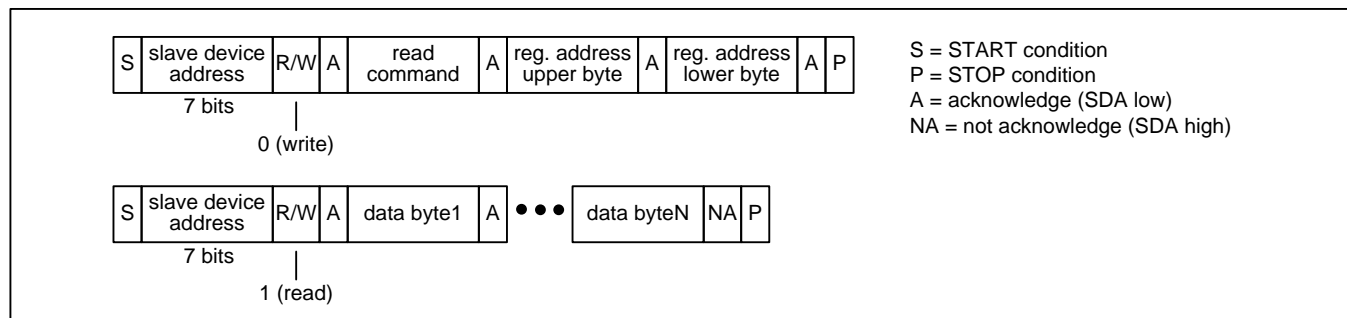 S slave device address R/W A read command A reg. address upper byte A reg. address lower byte A P
7 bits
0 (write)
S = START condition
P = STOP condition
A = acknowledge (SDA low)
NA = not acknowledge (SDA high)
S slave device address R/W A data byte1 A ••• data byteN NA P
7 bits
1 (read)